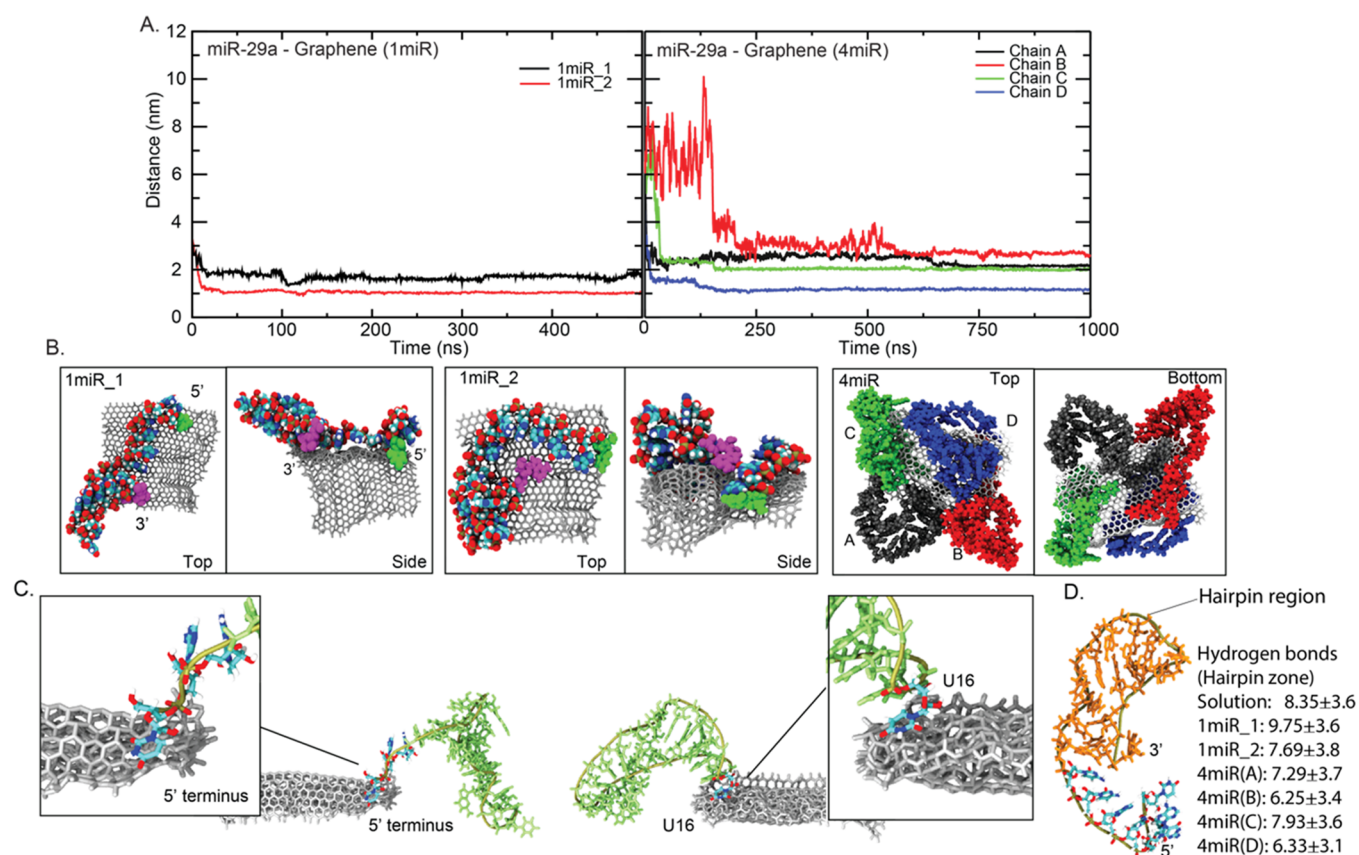 A.
miR-29a - Graphene (1miR)
1miR_1
1miR_2
miR-29a - Graphene (4miR)
Chain A
Chain B
Chain C
Chain D
Distance (nm)
12
10
8
6
4
2
0
0 100 200 300 400
Time (ns)
0 250 500 750 1000
Time (ns)
B.
1miR_1
5'
3'
Top
3'
5'
Side
1miR_2
Top
Side
4miR
Top
C
D
A
B
Bottom
C.
5' terminus
5' terminus
U16
U16
D.
Hairpin region
3'
5'
Hydrogen bonds
(Hairpin zone)
Solution: 8.35±3.6
1miR_1: 9.75±3.6
1miR_2: 7.69±3.8
4miR(A): 7.29±3.7
4miR(B): 6.25±3.4
4miR(C): 7.93±3.6
4miR(D): 6.33±3.1